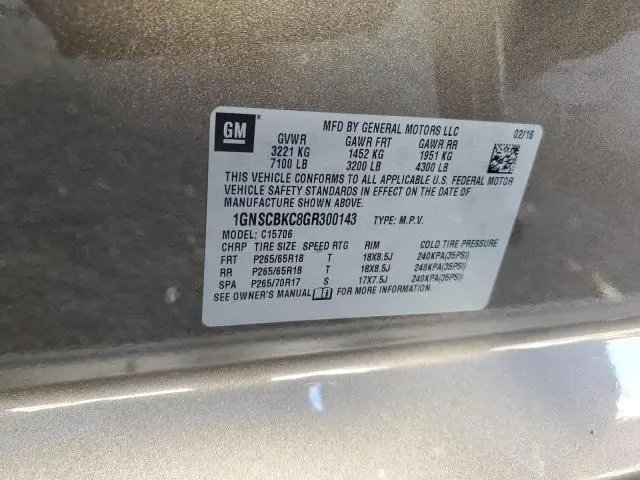 GM
MFD BY GENERAL MOTORS LLC 02/16
GVWR GAWR FRT GAWR RR
3221 KG 1452 KG 1951 KG
7100 LB 3200 LB 4300 LB
THIS VEHICLE CONFORMS TO ALL APPLICABLE U.S. FEDERAL MOTOR
VEHICLE SAFETY STANDARDS IN EFFECT ON THE DATE OF
MANUFACTURE SHOWN ABOVE.
1GNSCBKC8GR300143 TYPE: M.P.V.
MODEL: C15706
CHRP TIRE SIZE SPEED RTG RIM COLD TIRE PRESSURE
FRT P265/65R18 T 18X8.5J 240KPA(35PSI)
RR P265/65R18 T 18X8.5J 240KPA(35PSI)
SPA P265/70R17 S 17X7.5J 240KPA(35PSI)
SEE OWNER'S MANUAL FOR MORE INFORMATION.